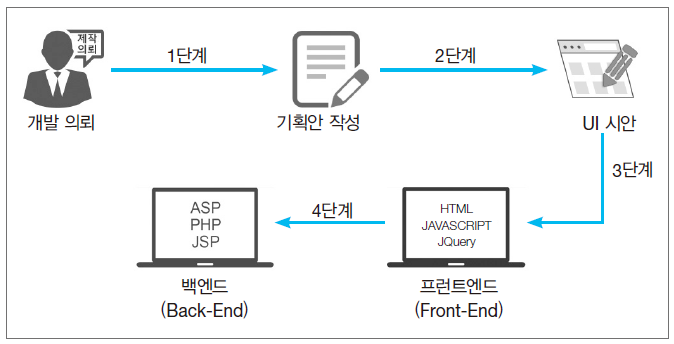 제작
의뢰
개발 의뢰
1단계
기획안 작성
2단계
UI 시안
3단계
HTML
JAVASCRIPT
JQuery
프런트엔드
(Front-End)
4단계
ASP
PHP
JSP
백엔드
(Back-End)